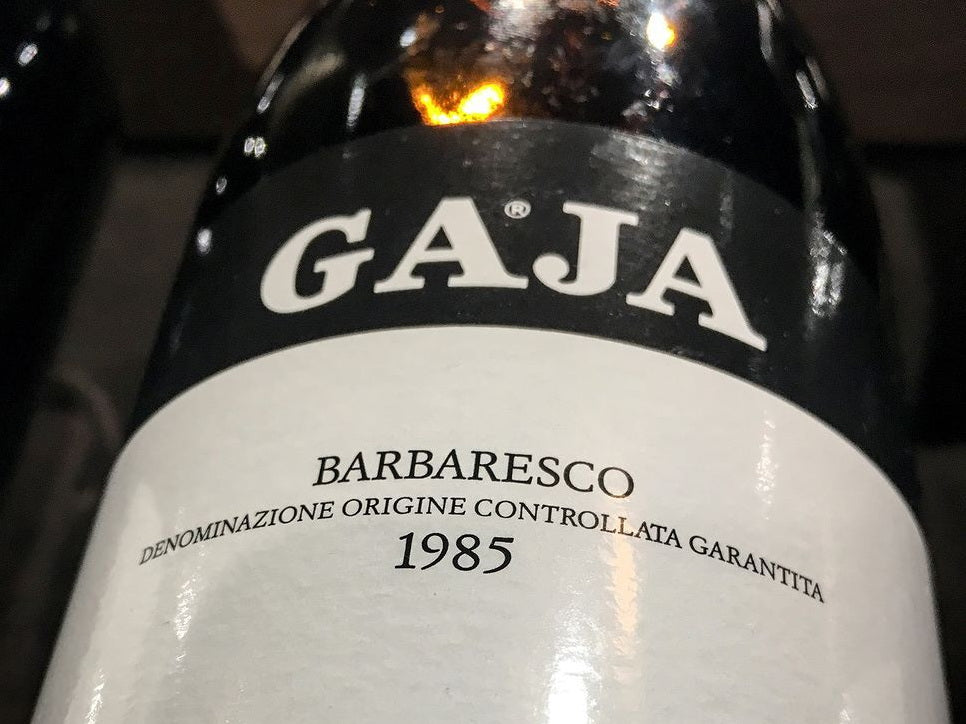 GAJA®
BARBARESCO
DENOMINAZIONE ORIGINE CONTROLLATA GARANTITA
1985